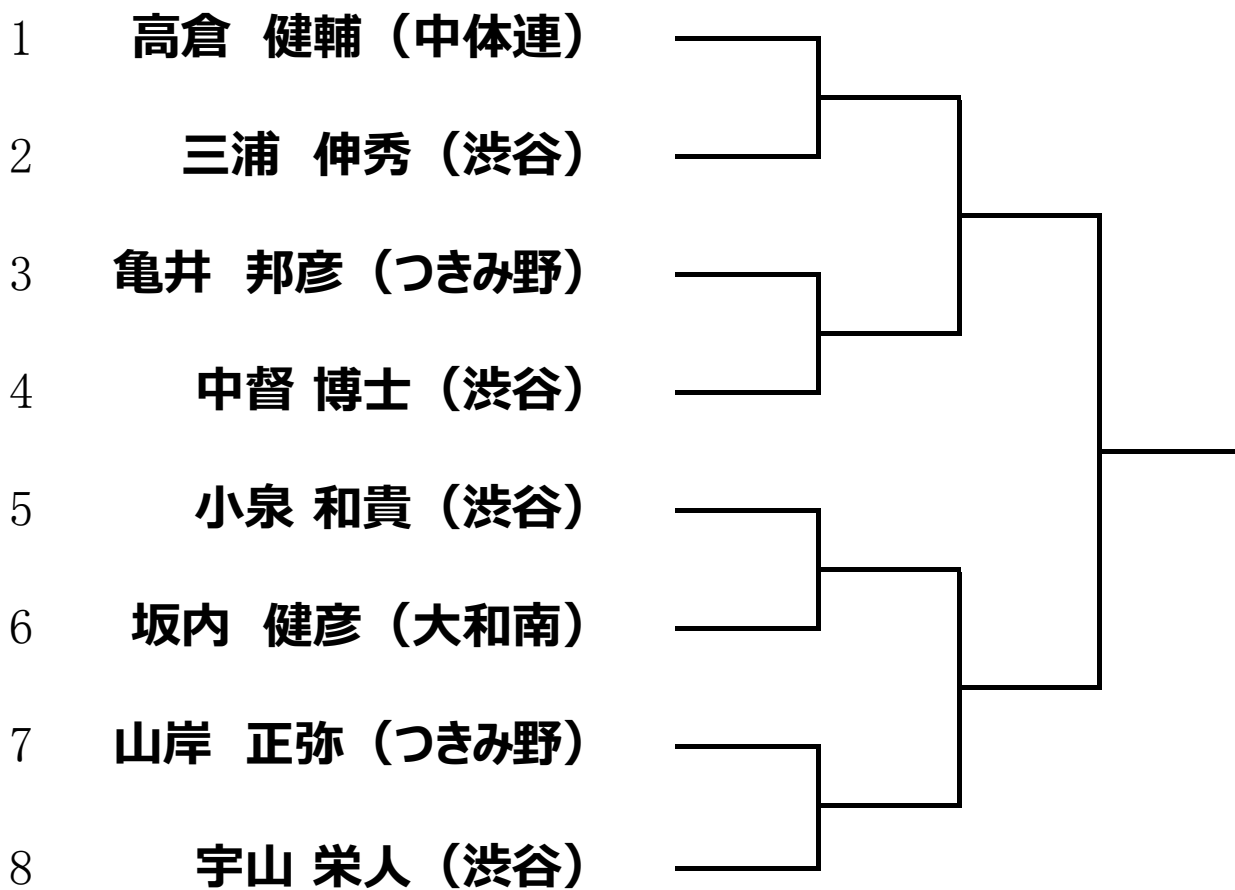 1 高倉 健輔（中体連）
2 三浦 伸秀（渋谷）
3 亀井 邦彦（つきみ野）
4 中督 博士（渋谷）
5 小泉 和貴（渋谷）
6 坂内 健彦（大和南）
7 山岸 正弥（つきみ野）
8 宇山 栄人（渋谷）